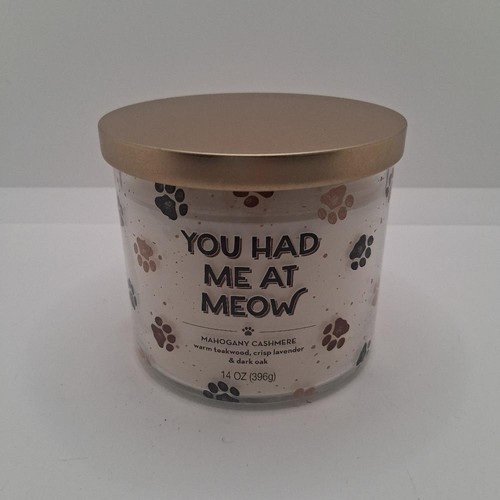 YOU HAD
ME AT
MEOW
MAHOGANY CASHMERE
warm teakwood, crisp lavender
& dark oak
14 OZ (396g)